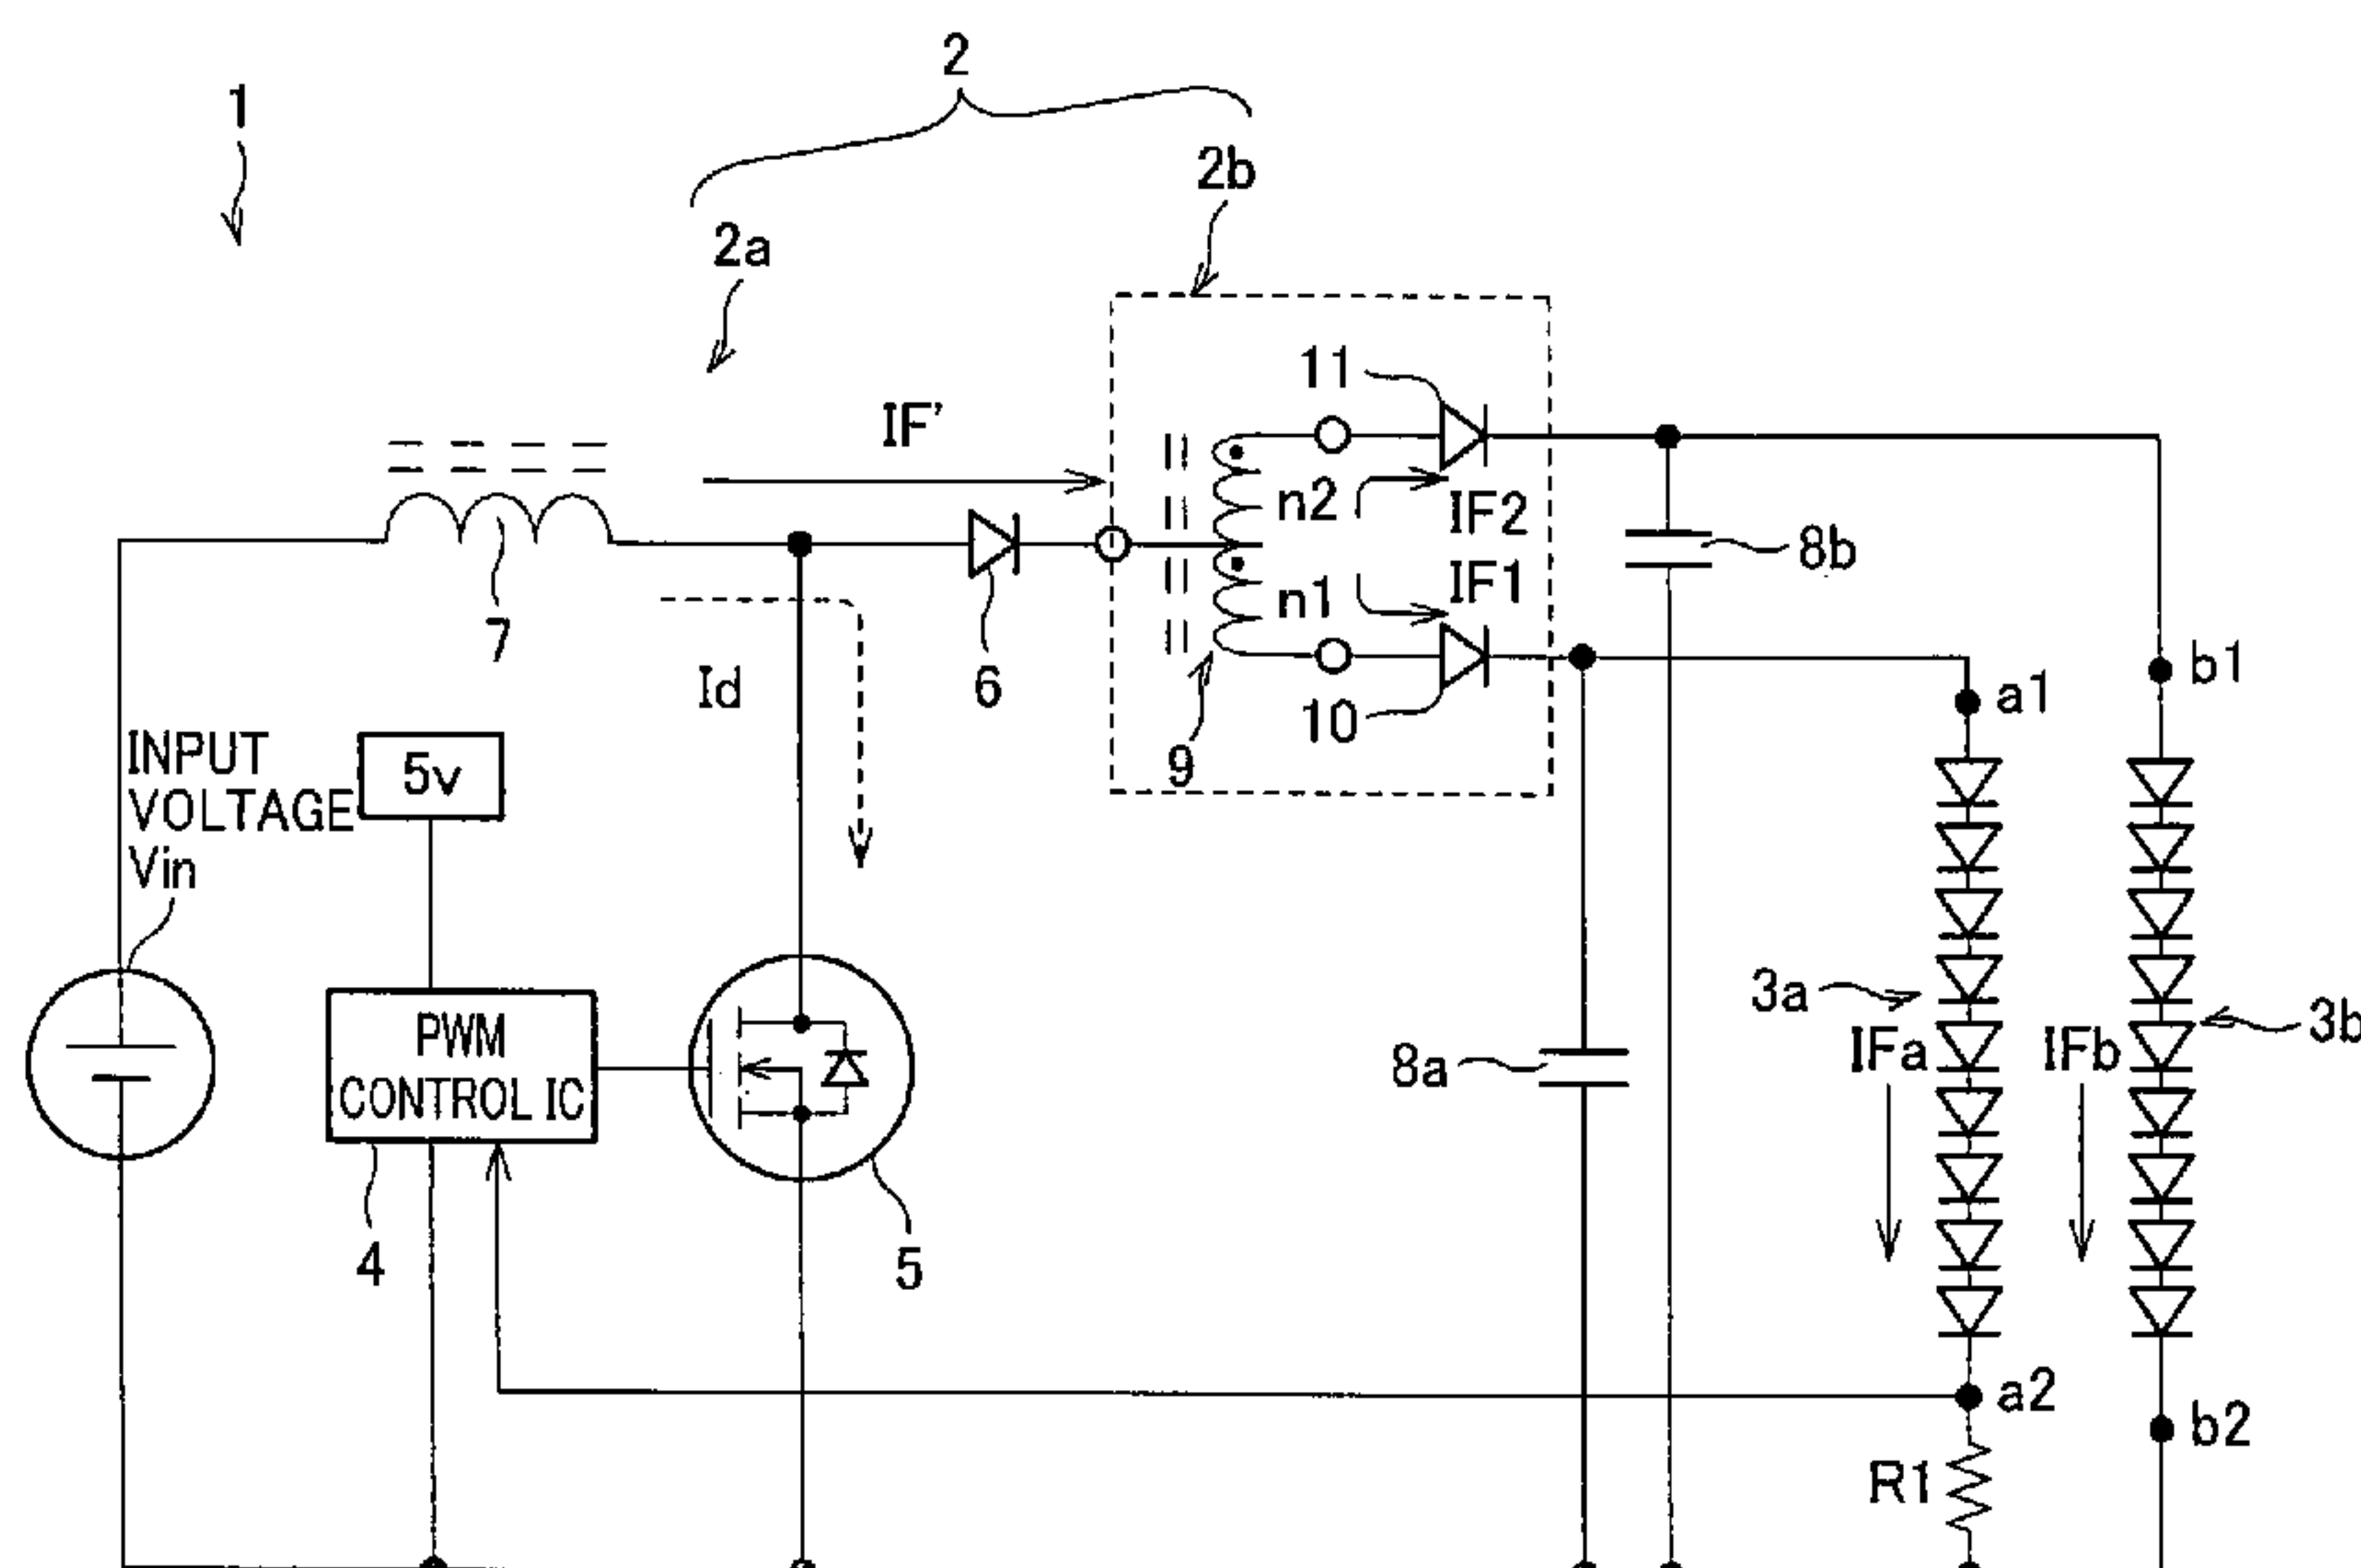 2
1
2b
2a
11
IF'
n2
IF2
8b
IF1
n1
7
b1
Id
6
a1
10
INPUT
VOLTAGE
Vin
5v
9
3a
3b
PWM
CONTROL IC
IFa
IFb
8a
4
5
a2
b2
R1